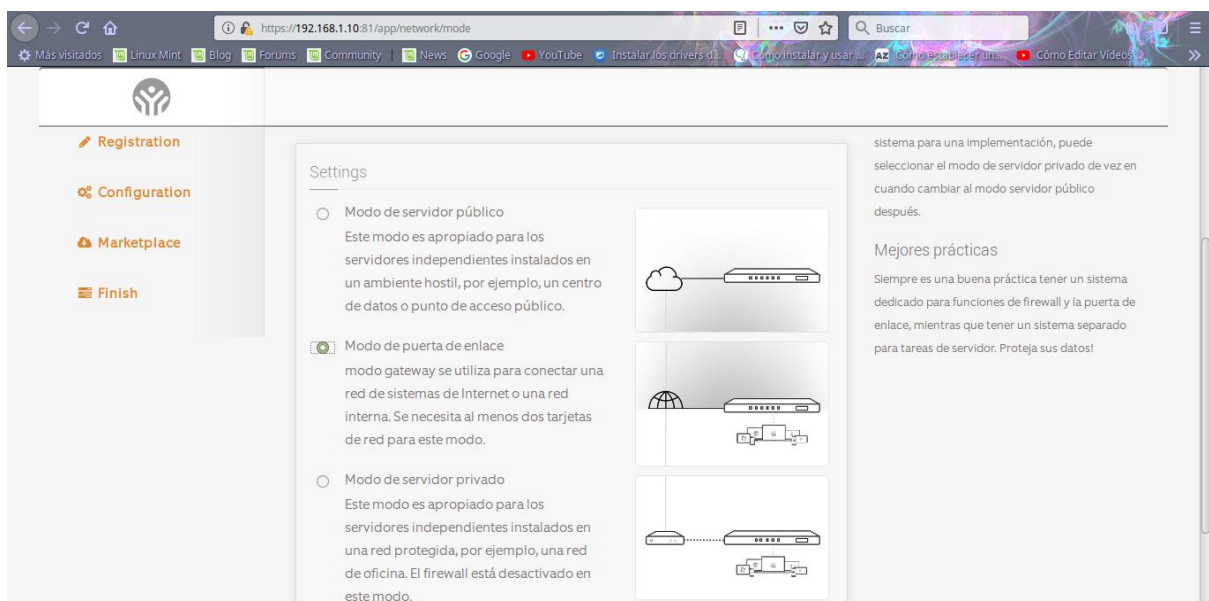 https://192.168.1.10:81/app/network/mode
Buscar
Más visitados Linux Mint Blog Forums Community | News Google YouTube Instalar los drivers d... Cómo instalar y usar ... Cómo establecer un... Cómo Editar Vídeos
Registration
Configuration
Marketplace
Finish
Settings
Modo de servidor público
Este modo es apropiado para los
servidores independientes instalados en
un ambiente hostil, por ejemplo, un centro
de datos o punto de acceso público.
Modo de puerta de enlace
modo gateway se utiliza para conectar una
red de sistemas de Internet o una red
interna. Se necesita al menos dos tarjetas
de red para este modo.
Modo de servidor privado
Este modo es apropiado para los
servidores independientes instalados en
una red protegida, por ejemplo, una red
de oficina. El firewall está desactivado en
este modo.
sistema para una implementación, puede
seleccionar el modo de servidor privado de vez en
cuando cambiar al modo servidor público
después.
Mejores prácticas
Siempre es una buena práctica tener un sistema
dedicado para funciones de firewall y la puerta de
enlace, mientras que tener un sistema separado
para tareas de servidor. Proteja sus datos!